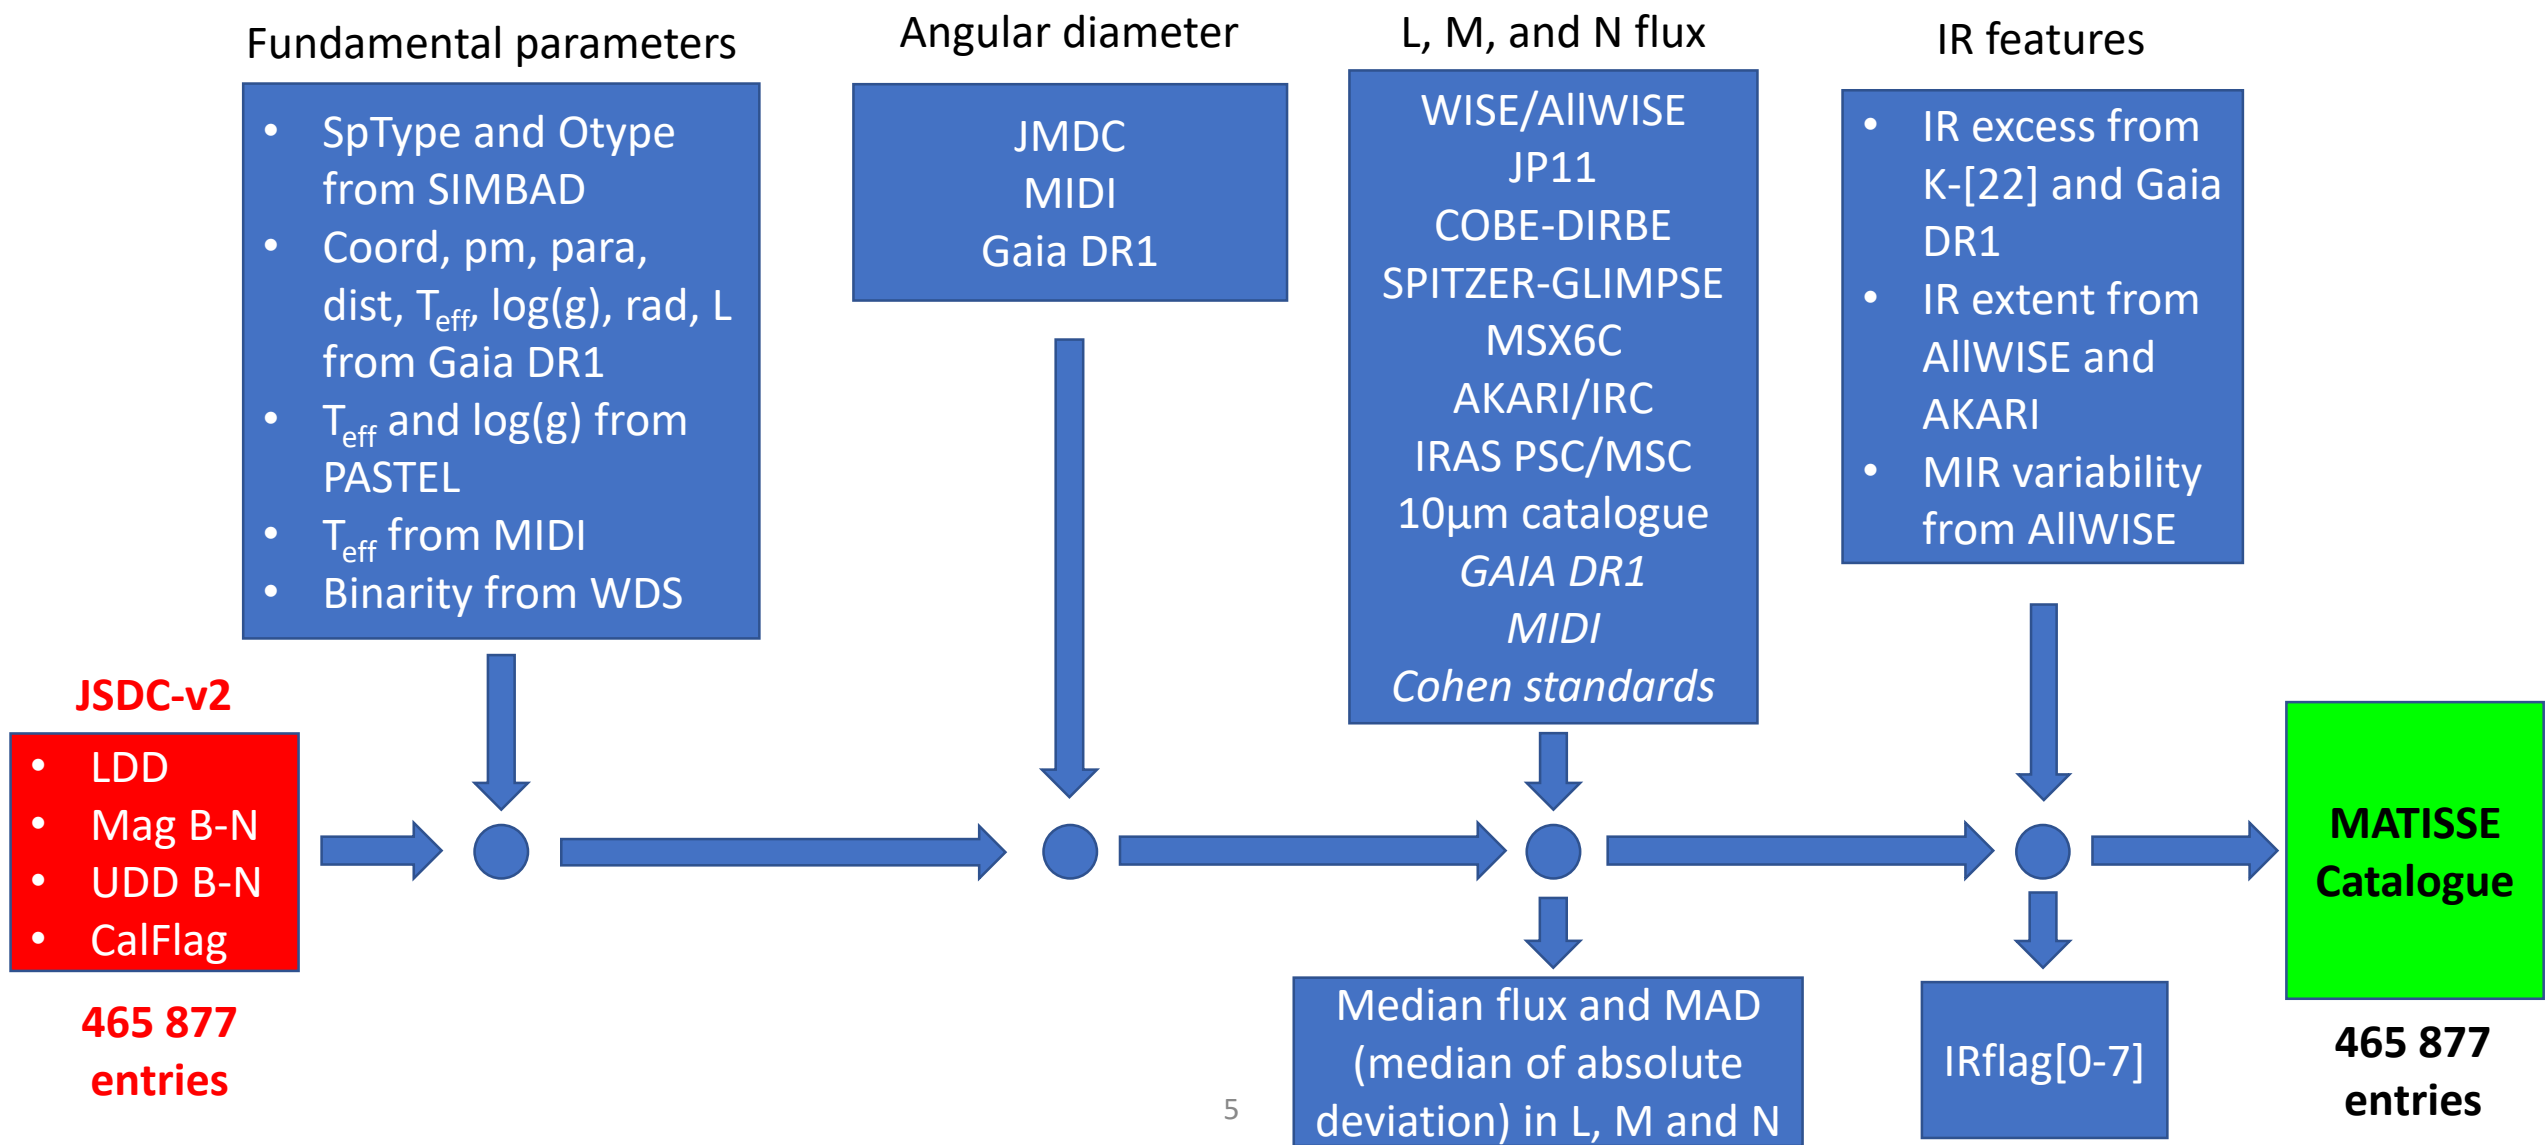 Fundamental parameters
• SpType and Otype
from SIMBAD
• Coord, pm, para,
dist, Teff, log(g), rad, L
from Gaia DR1
• Teff and log(g) from
PASTEL
• Teff from MIDI
• Binarity from WDS
Angular diameter
JMDC
MIDI
Gaia DR1
L, M, and N flux
WISE/AllWISE
JP11
COBE-DIRBE
SPITZER-GLIMPSE
MSX6C
AKARI/IRC
IRAS PSC/MSC
10µm catalogue
GAIA DR1
MIDI
Cohen standards
IR features
• IR excess from
K-[22] and Gaia
DR1
• IR extent from
AllWISE and
AKARI
• MIR variability
from AllWISE
JSDC-v2
• LDD
• Mag B-N
• UDD B-N
• CalFlag
465 877
entries
Median flux and MAD
(median of absolute
deviation) in L, M and N
IRflag[0-7]
MATISSE
Catalogue
465 877
entries
5